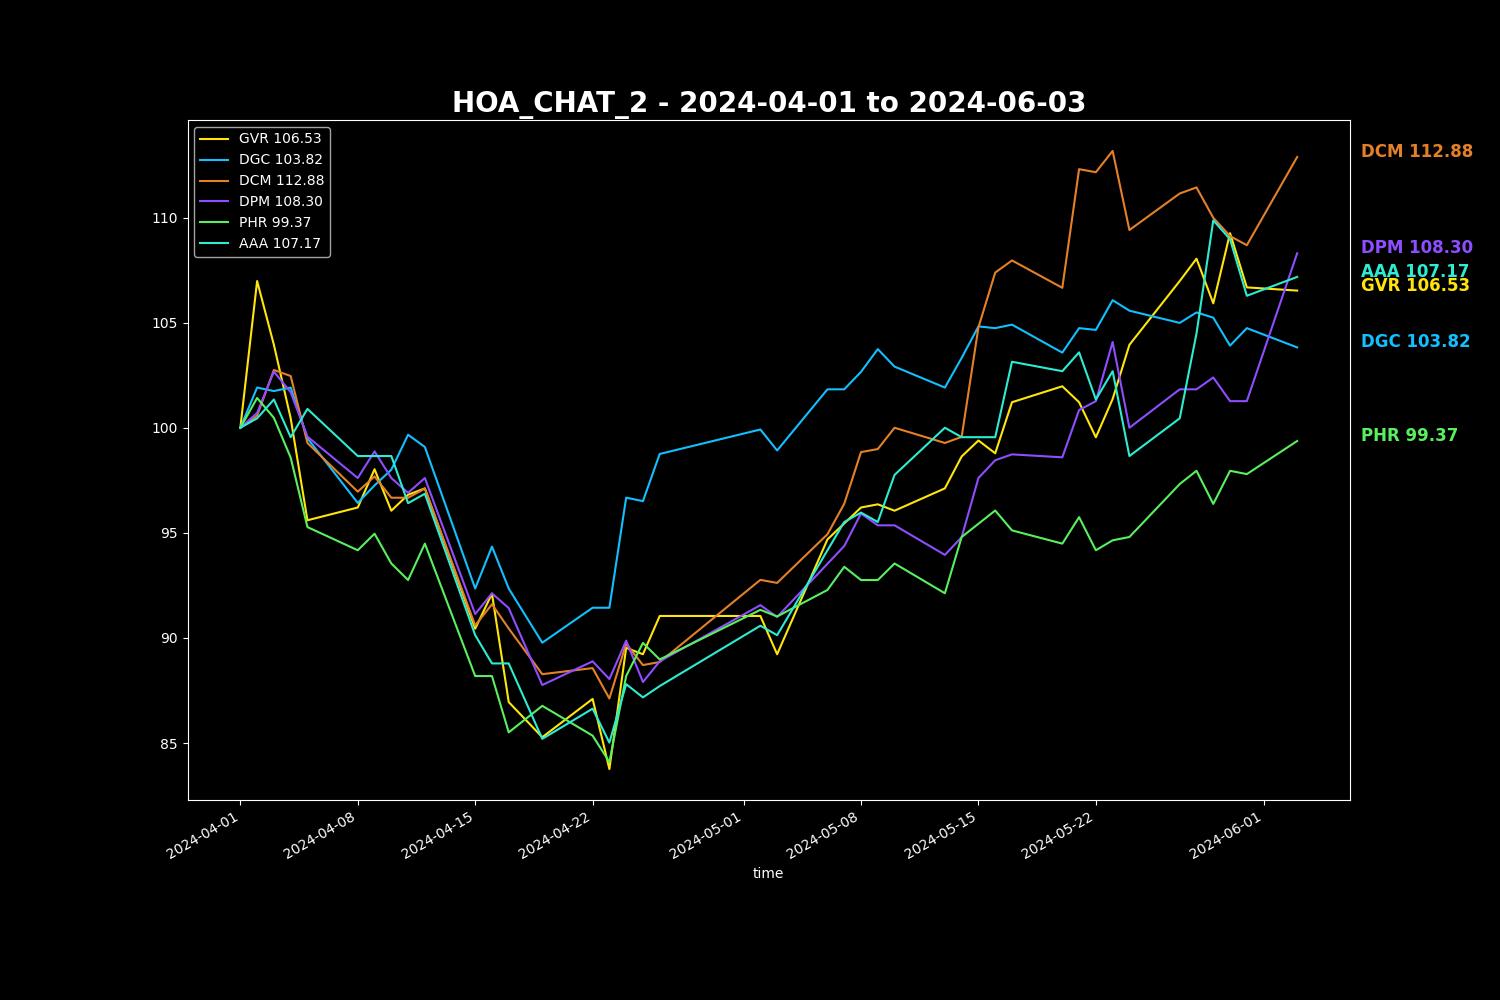 HOA_CHAT_2 - 2024-04-01 to 2024-06-03
GVR 106.53
DGC 103.82
DCM 112.88
DPM 108.30
PHR 99.37
AAA 107.17
110
105
100
95
90
85
DCM 112.88
DPM 108.30
AAA 107.17
GVR 106.53
DGC 103.82
PHR 99.37
2024-04-01
2024-04-08
2024-04-15
2024-04-22
2024-05-01
2024-05-08
2024-05-15
2024-05-22
2024-06-01
time